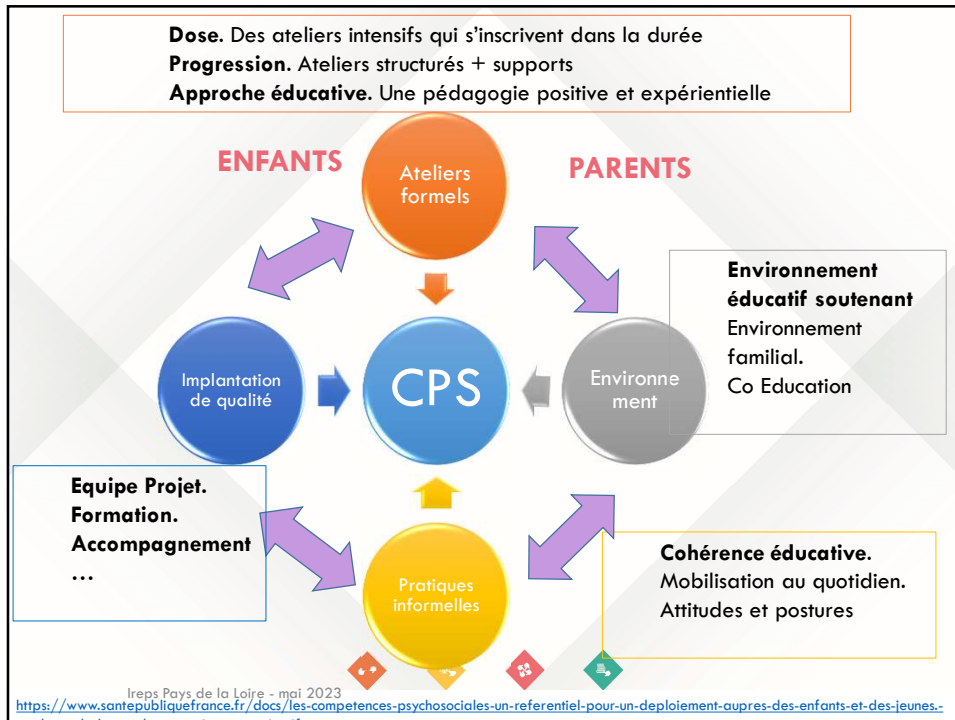 Dose. Des ateliers intensifs qui s'inscrivent dans la durée
Progression. Ateliers structurés + supports
Approche éducative. Une pédagogie positive et expérientielle
ENFANTS
Ateliers
formels
PARENTS
Environnement
éducatif soutenant
Environnement
familial.
Co Education
Implantation
de qualité
CPS
Environne
ment
Equipe Projet.
Formation.
Accompagnement
…
Pratiques
informelles
Cohérence éducative.
Mobilisation au quotidien.
Attitudes et postures
Ireps Pays de la Loire - mai 2023
https://www.santepubliquefrance.fr/docs/les-competences-psychosociales-un-referentiel-pour-un-deploiement-aupres-des-enfants-et-des-jeunes.-